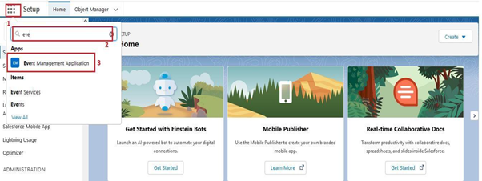 Setup Home Object Manager
1
eve
2
Apps
Event Management Application
3
Items
Event Services
Events
View All
Salesforce Mobile App
Lightning Usage
Optimizer
ADMINISTRATION
SETUP
Home
Create
Get Started with Einstein Bots
Launch an AI-powered bot to automate your digital
connections.
Get Started
Mobile Publisher
Use the Mobile Publisher to create your own branded
mobile app.
Learn More
Real-time Collaborative Docs
Transform productivity with collaborative docs,
spreadsheets, and slides inside Salesforce.
Get Started